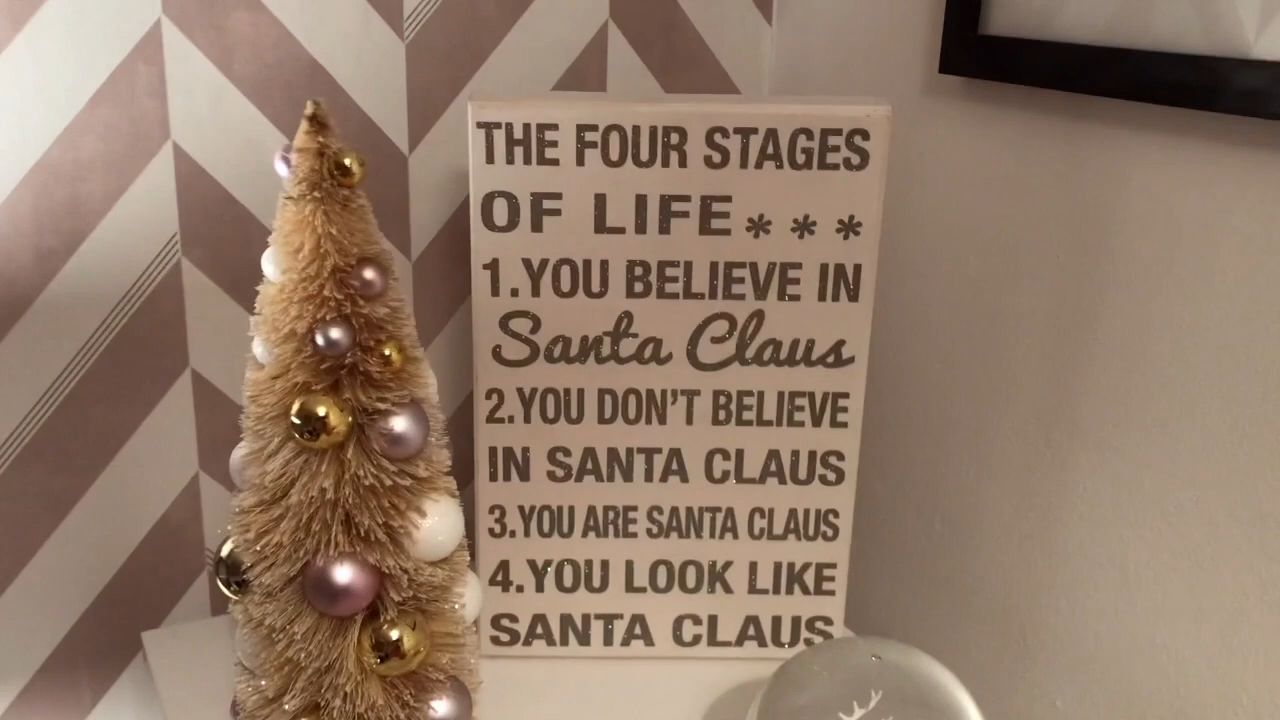 THE FOUR STAGES
OF LIFE***
1.YOU BELIEVE IN
Santa Claus
2.YOU DON'T BELIEVE
IN SANTA CLAUS
3.YOU ARE SANTA CLAUS
4.YOU LOOK LIKE
SANTA CLAUS